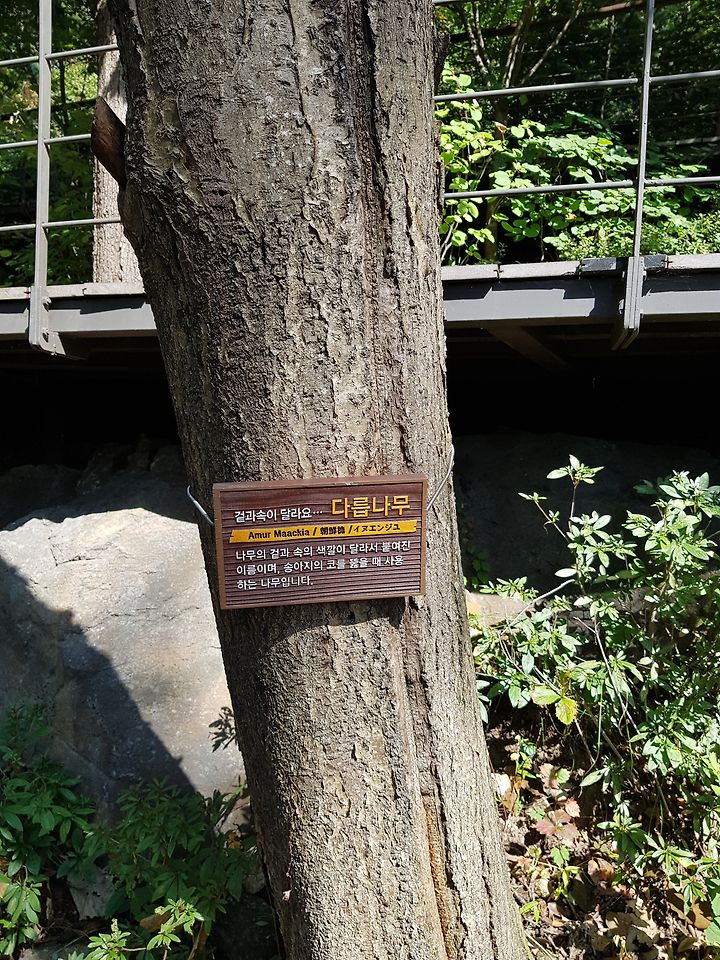 겉과속이 달라요… 다릅나무
Amur Maackia / 朝鮮槐 /イヌエンジュ
나무의 겉과 속의 색깔이 달라서 붙여진
이름이며, 송아지의 코를 뚫을 때 사용
하는 나무입니다.